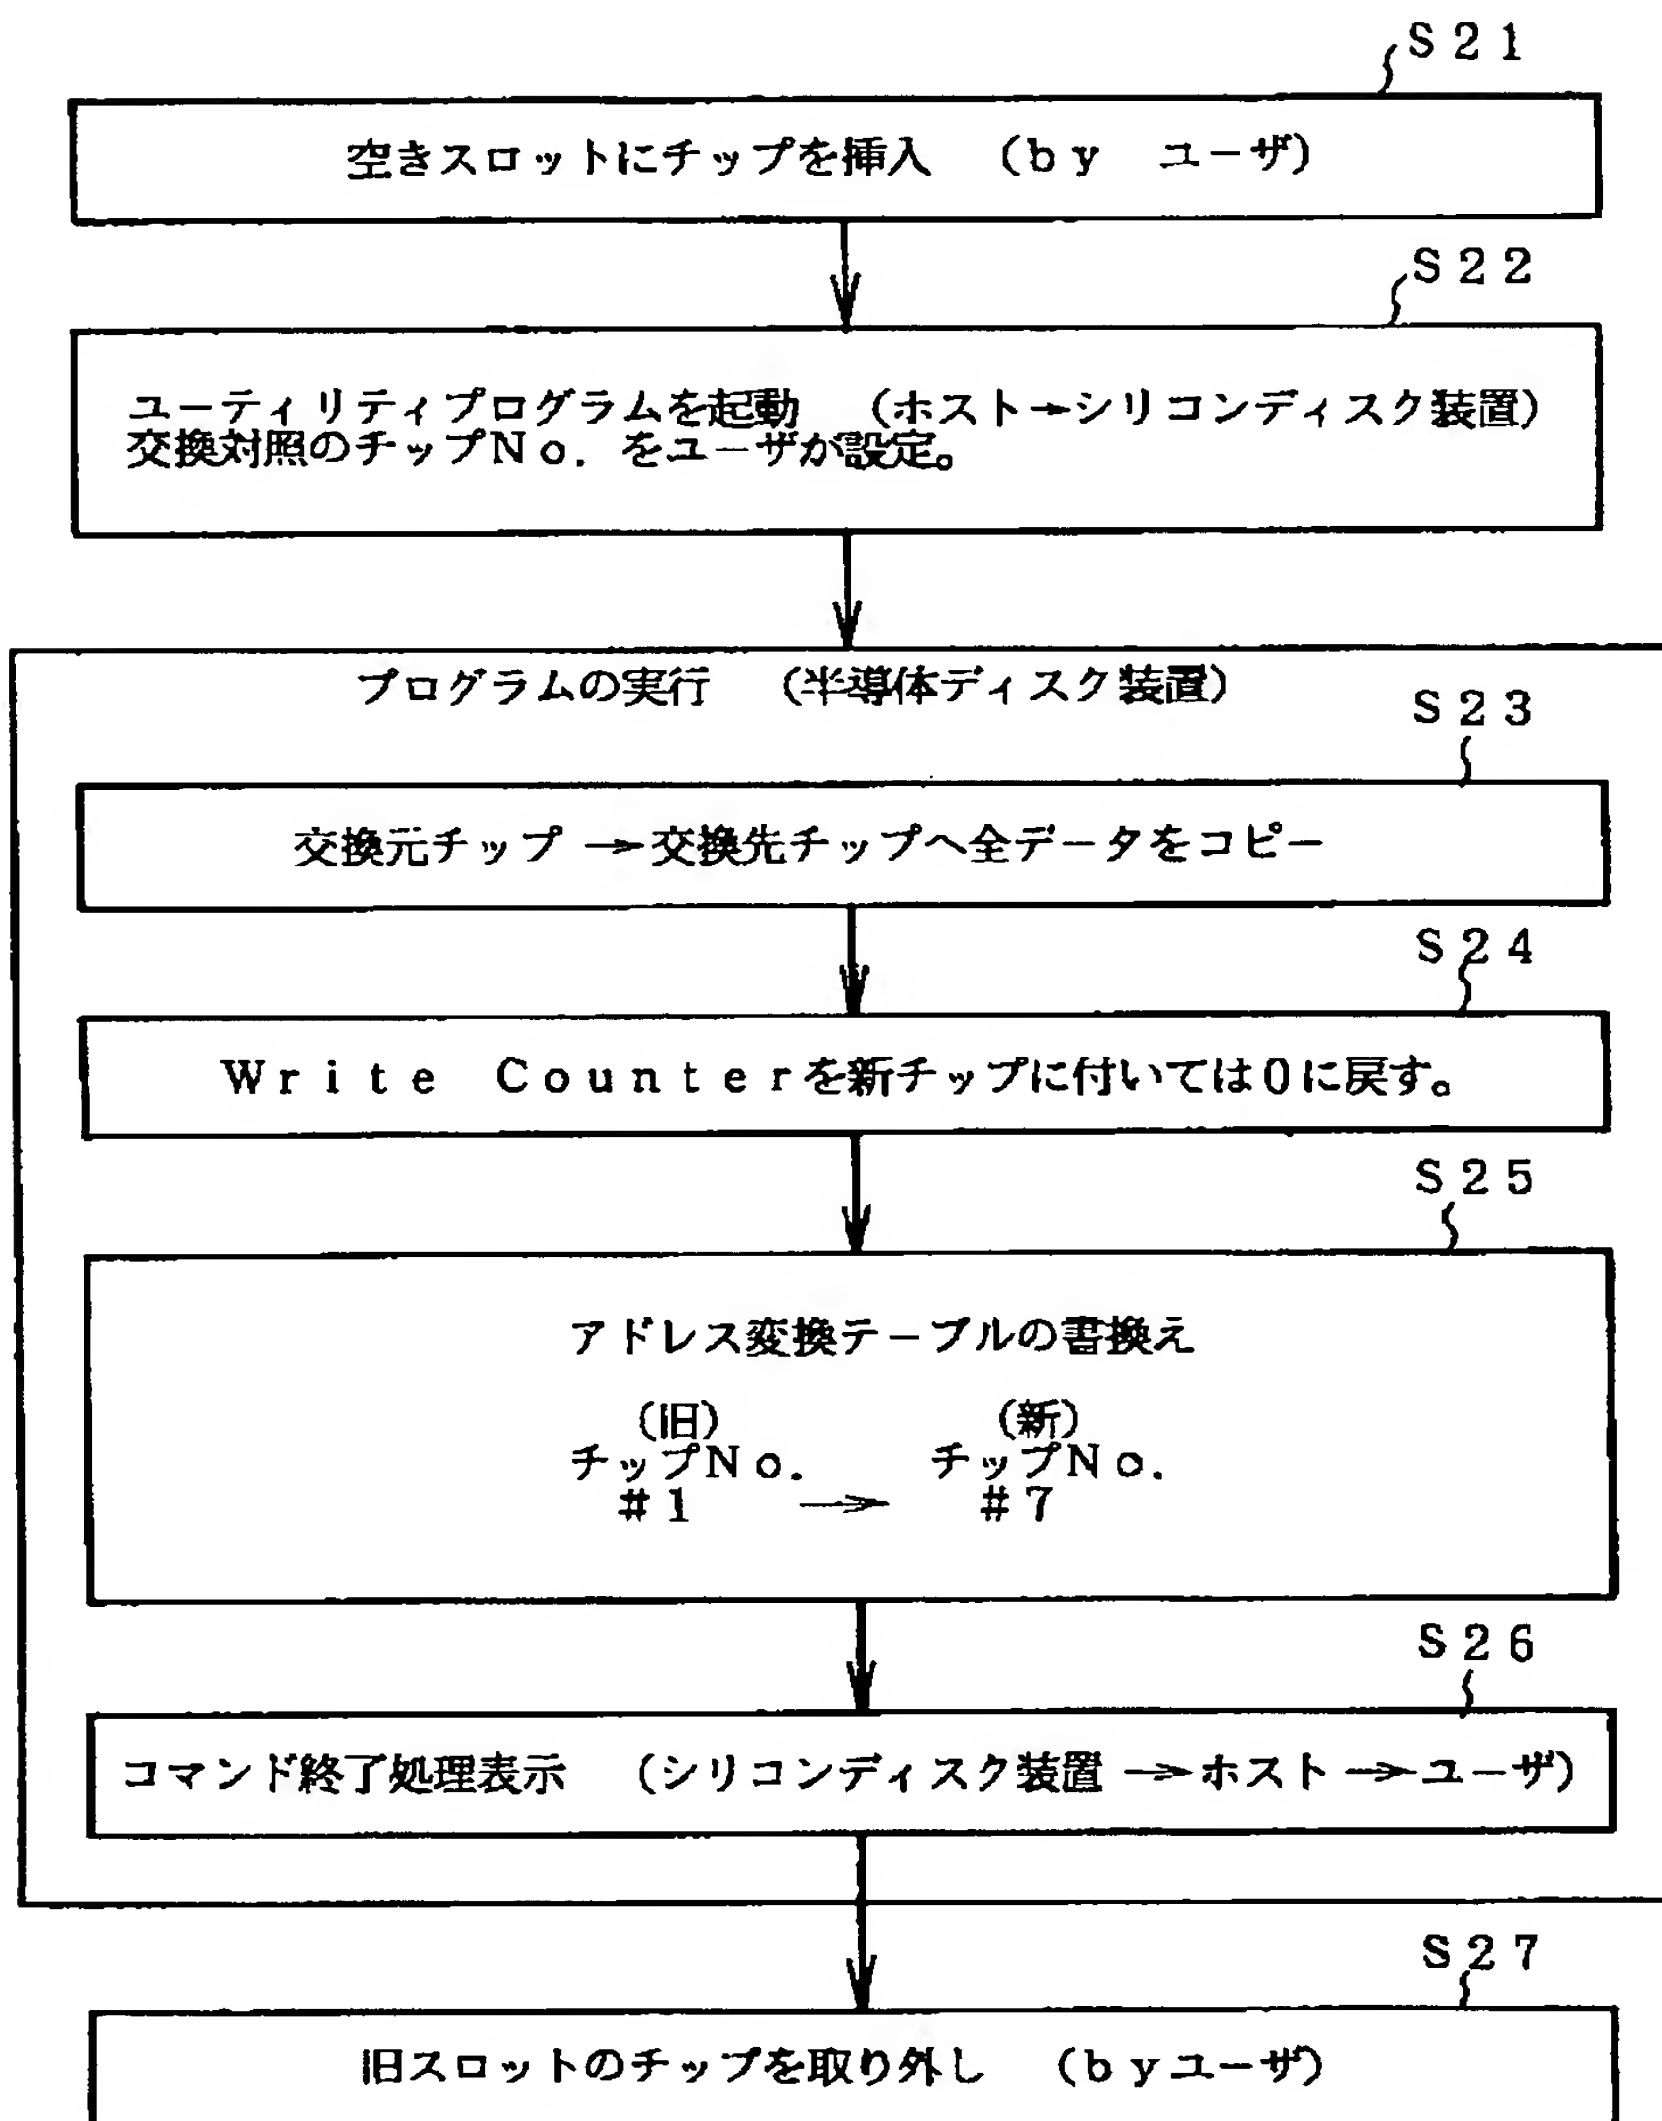 S21
空きスロットにチップを挿入 (by ユーザ)
S22
ユーティリティプログラムを起動 (ホスト→シリコンディスク装置)
交換対照のチップNo. をユーザが設定。
プログラムの実行 (半導体ディスク装置)
S23
交換元チップ →交換先チップへ全データをコピー
S24
Write Counterを新チップに付いては0に戻す。
S25
アドレス変換テーブルの書換え
(旧) (新)
チップNo. チップNo.
#1 → #7
S26
コマンド終了処理表示 (シリコンディスク装置 →ホスト →ユーザ)
S27
旧スロットのチップを取り外し (byユーザ)